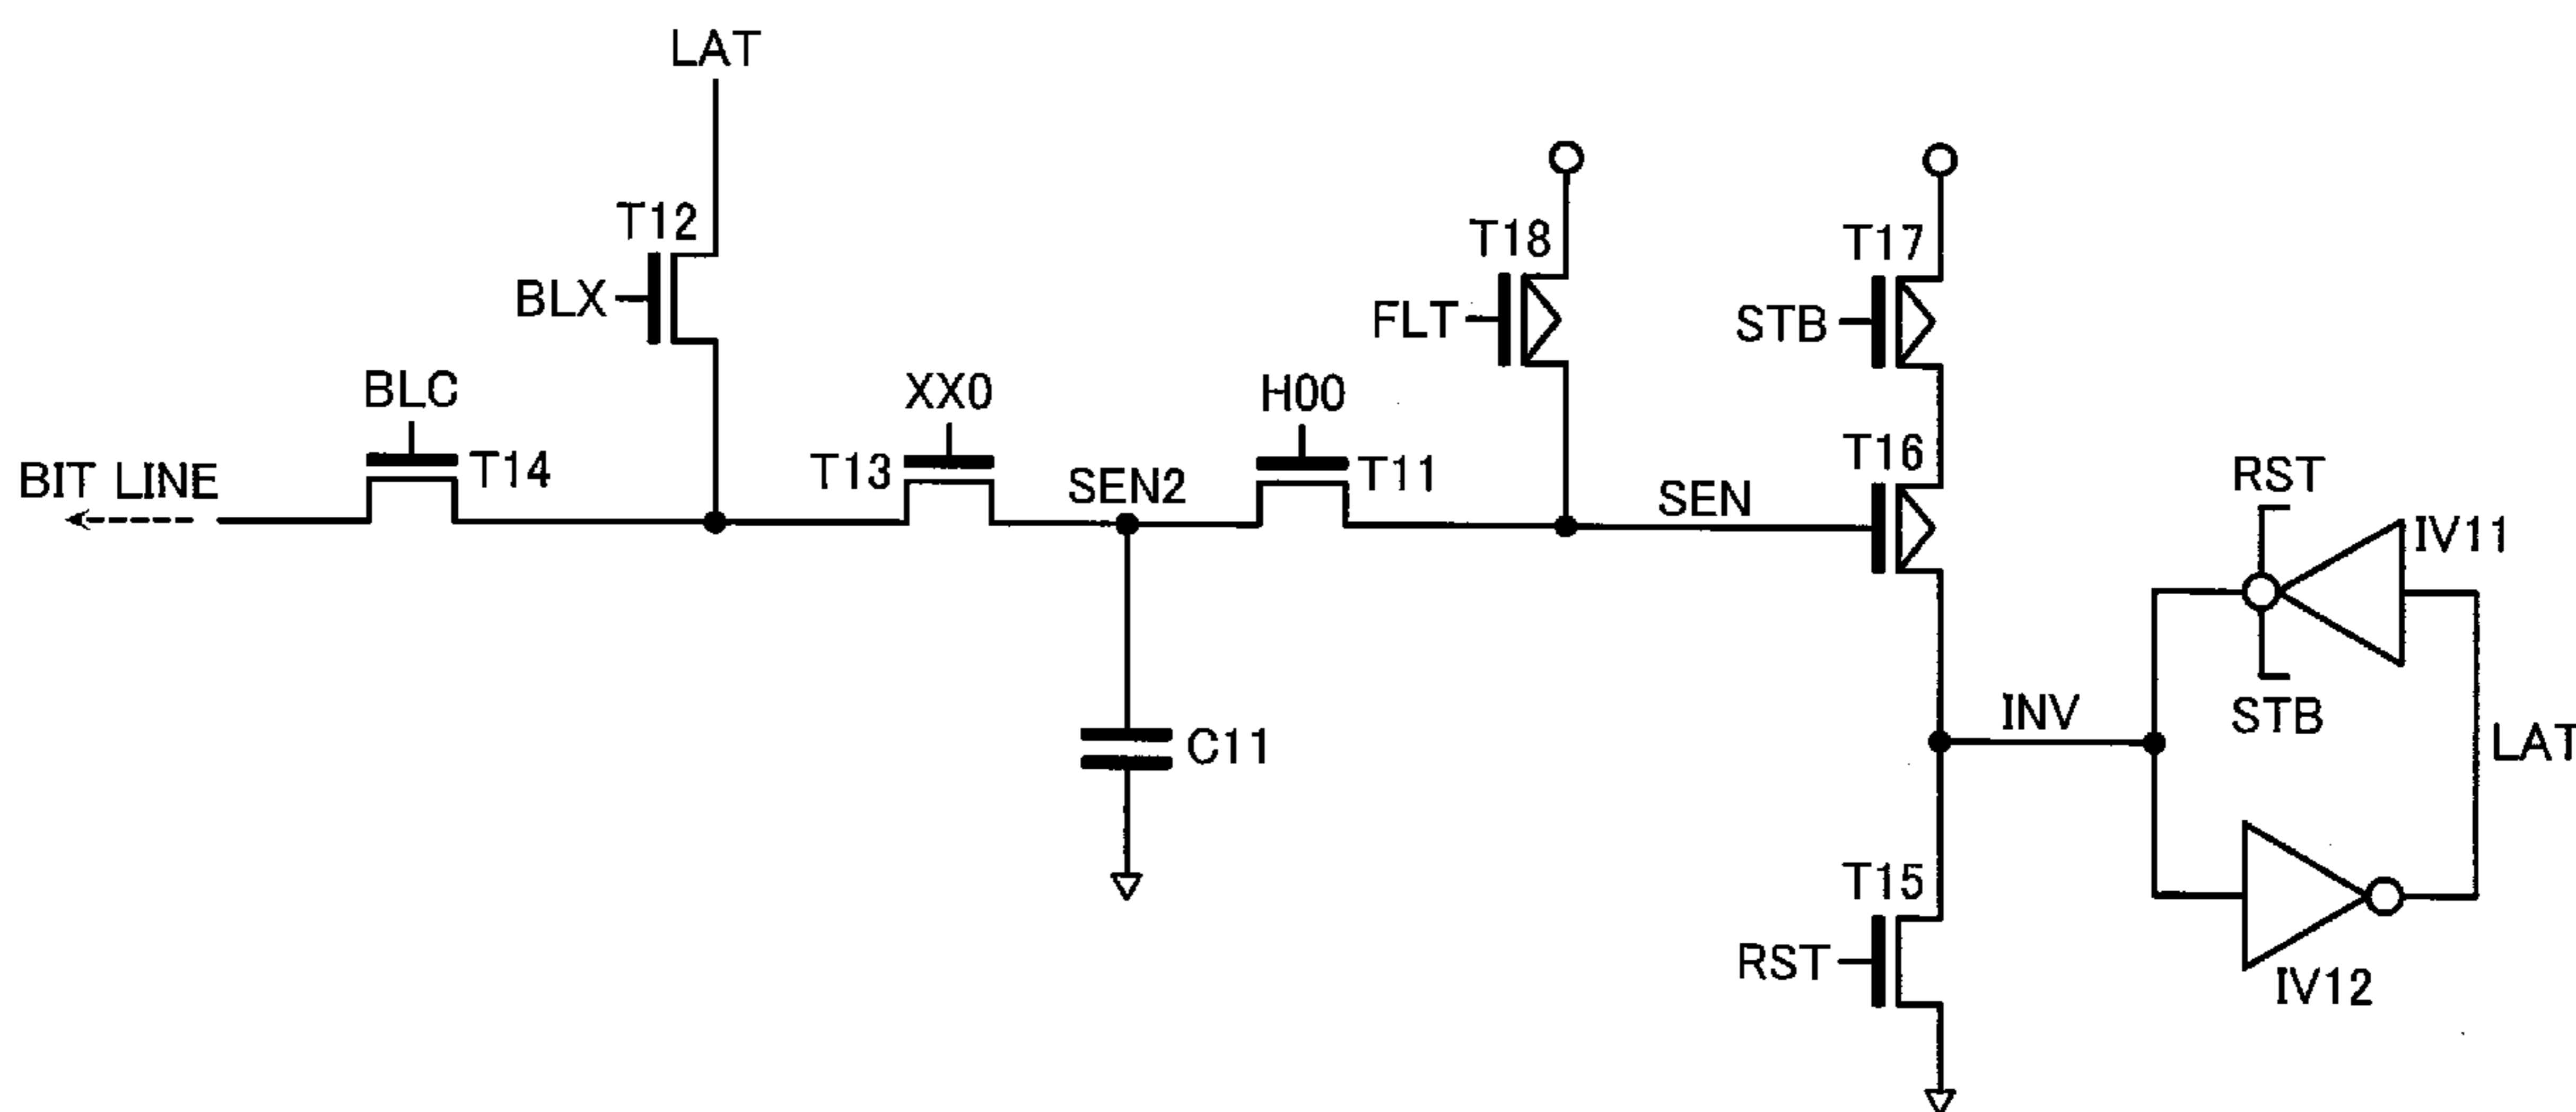 LAT
T12
BLX
T18
FLT
T17
STB
BLC
XX0
H00
T14
T13
SEN2
T11
T16
SEN
BIT LINE
RST
IV11
STB
INV
LAT
C11
T15
RST
IV12